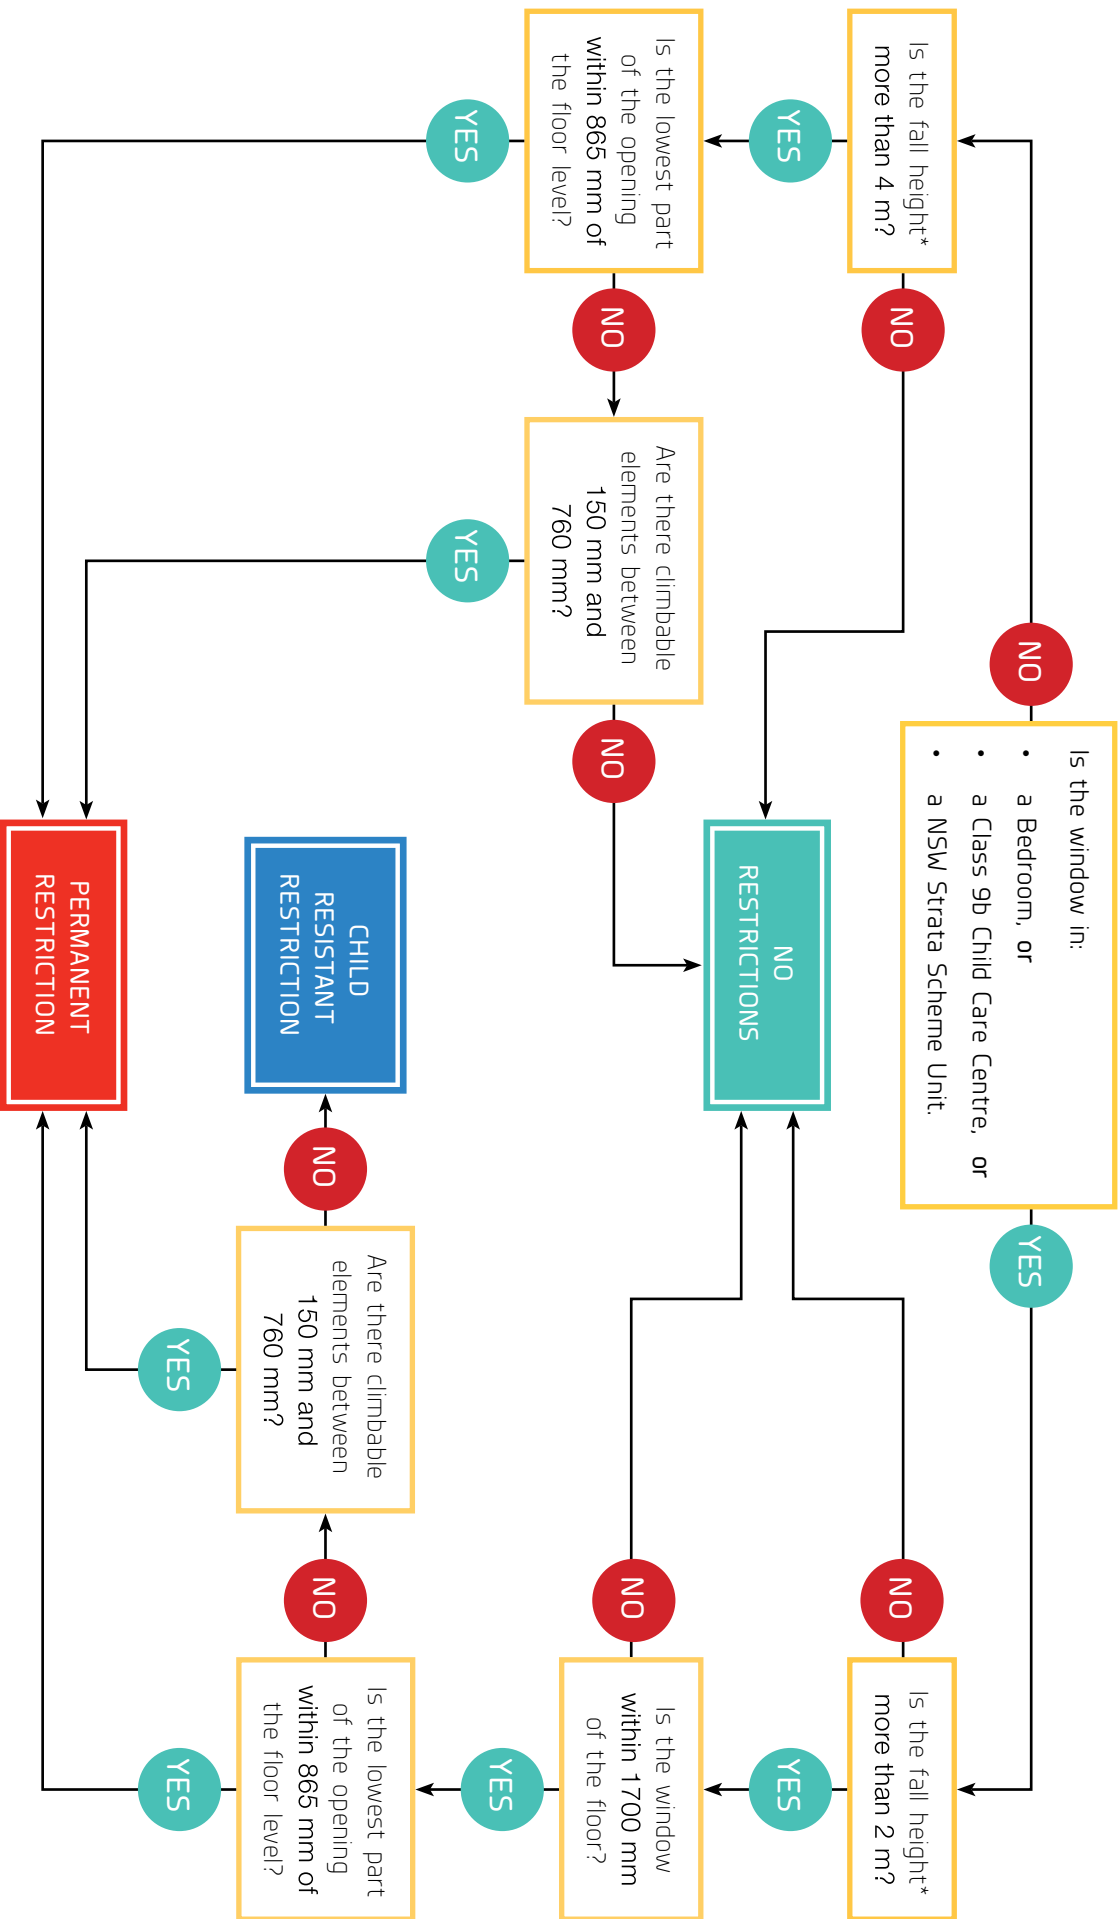 Is the window in:
• a Bedroom, or
• a Class 9b Child Care Centre, or
• a NSW Strata Scheme Unit.
NO
YES
Is the fall height*
more than 4 m?
NO
YES
Is the lowest part
of the opening
within 865 mm of
the floor level?
NO
YES
Are there climbable
elements between
150 mm and
760 mm?
NO
YES
NO
RESTRICTIONS
CHILD
RESISTANT
RESTRICTION
PERMANENT
RESTRICTION
Is the fall height*
more than 2 m?
NO
YES
Is the window
within 1700 mm
of the floor?
NO
YES
Is the lowest part
of the opening
within 865 mm of
the floor level?
NO
YES
Are there climbable
elements between
150 mm and
760 mm?
NO
YES